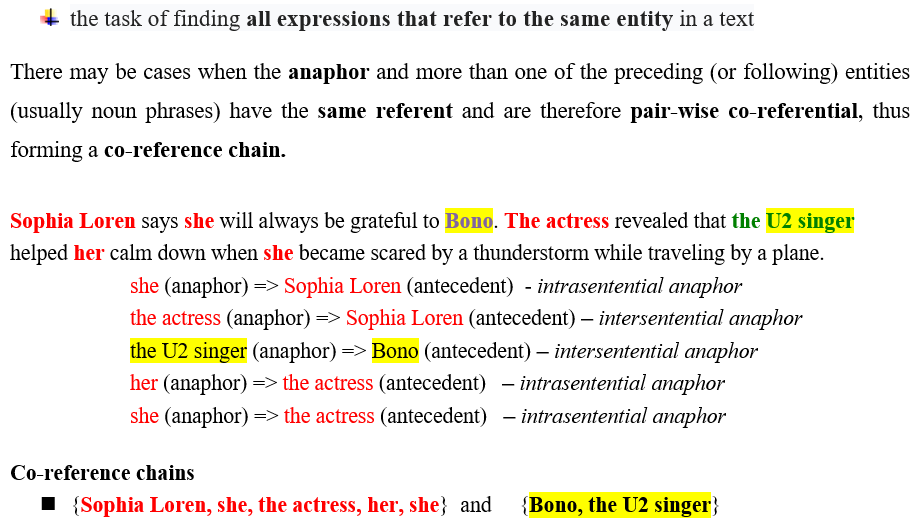 the task of finding all expressions that refer to the same entity in a text
There may be cases when the anaphor and more than one of the preceding (or following) entities
(usually noun phrases) have the same referent and are therefore pair-wise co-referential, thus
forming a co-reference chain.
Sophia Loren says she will always be grateful to Bono. The actress revealed that the U2 singer
helped her calm down when she became scared by a thunderstorm while traveling by a plane.
she (anaphor) => Sophia Loren (antecedent) - intrasentential anaphor
the actress (anaphor) => Sophia Loren (antecedent) – intersentential anaphor
the U2 singer (anaphor) => Bono (antecedent) – intersentential anaphor
her (anaphor) => the actress (antecedent) – intrasentential anaphor
she (anaphor) => the actress (antecedent) – intrasentential anaphor
Co-reference chains
■ {Sophia Loren, she, the actress, her, she} and {Bono, the U2 singer}